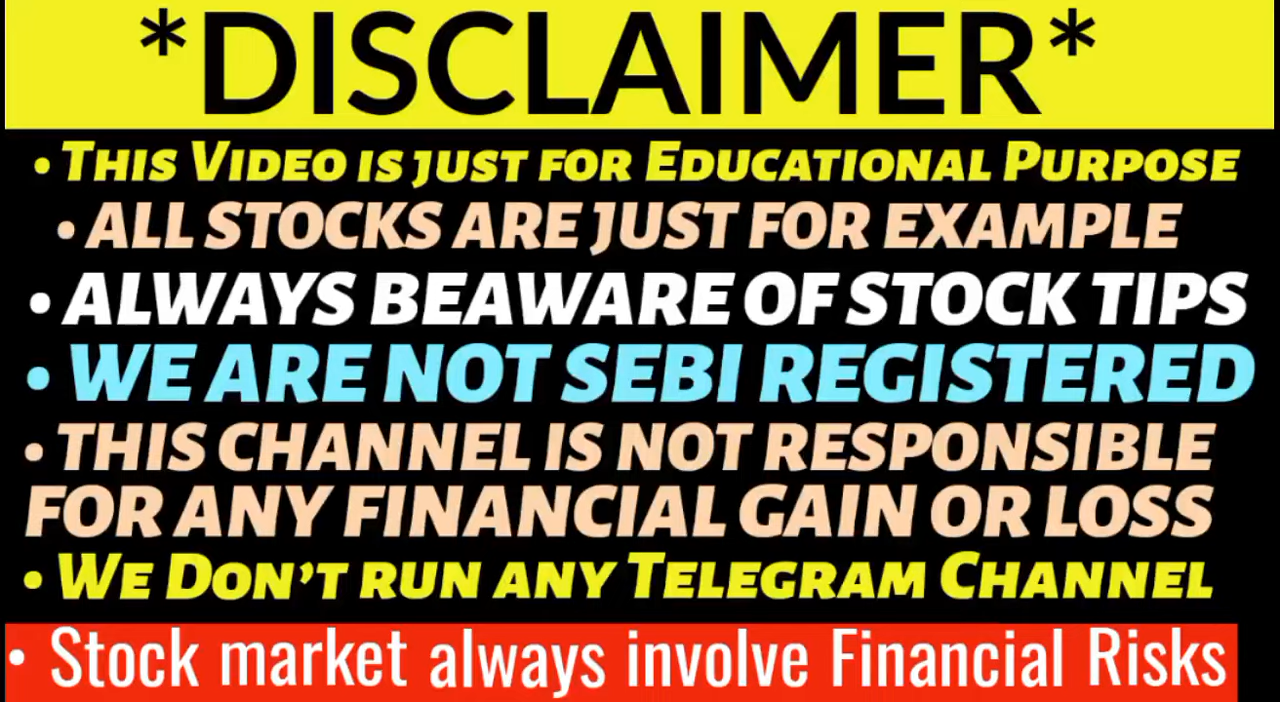 *DISCLAIMER*
• THIS VIDEO IS JUST FOR EDUCATIONAL PURPOSE
• ALL STOCKS ARE JUST FOR EXAMPLE
• ALWAYS BEAWARE OF STOCK TIPS
• WE ARE NOT SEBI REGISTERED
• THIS CHANNEL IS NOT RESPONSIBLE
FOR ANY FINANCIAL GAIN OR LOSS
• WE DON'T RUN ANY TELEGRAM CHANNEL
• Stock market always involve Financial Risks